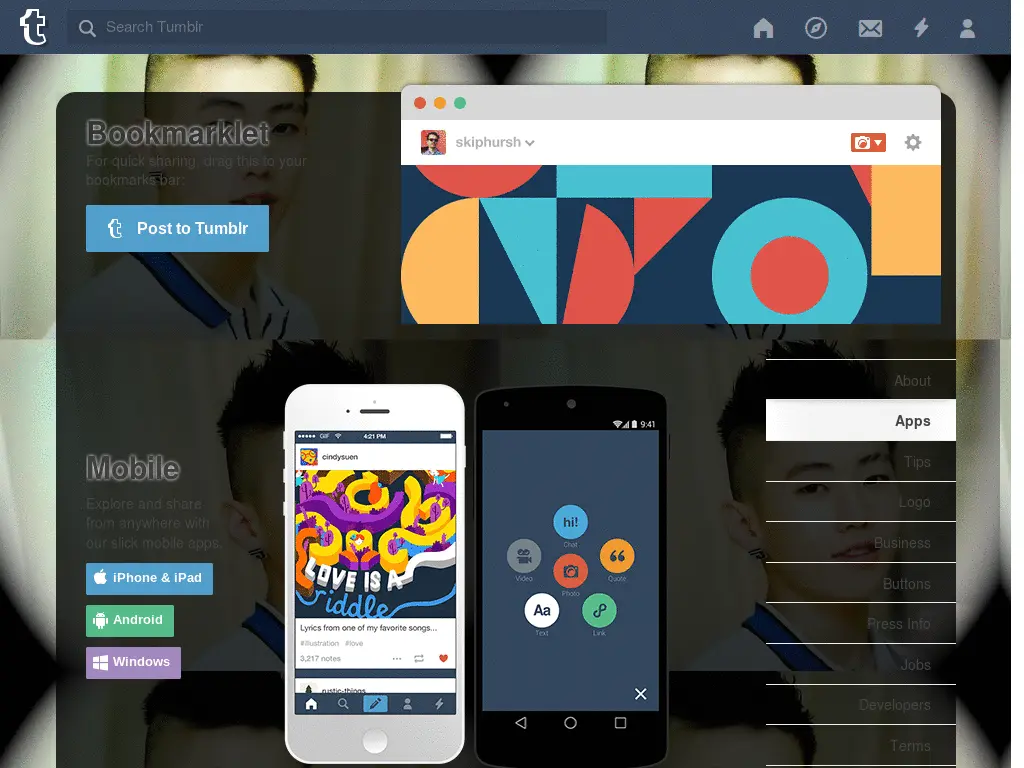 Search Tumblr
Bookmarklet
For quick sharing, drag this to your
bookmarks bar:
Post to Tumblr
skiphursh
Mobile
Explore and share
from anywhere with
our slick mobile apps.
iPhone & iPad
Android
Windows
GIF
4:21 PM
cindysuen
LOVE IS A
riddle
Lyrics from one of my favorite songs...
#illustration #love
3,217 notes
rustic-things
9:41
hi!
Chat
Video
Quote
Photo
Aa
Text
Link
About
Apps
Tips
Logo
Business
Buttons
Press Info
Jobs
Developers
Terms